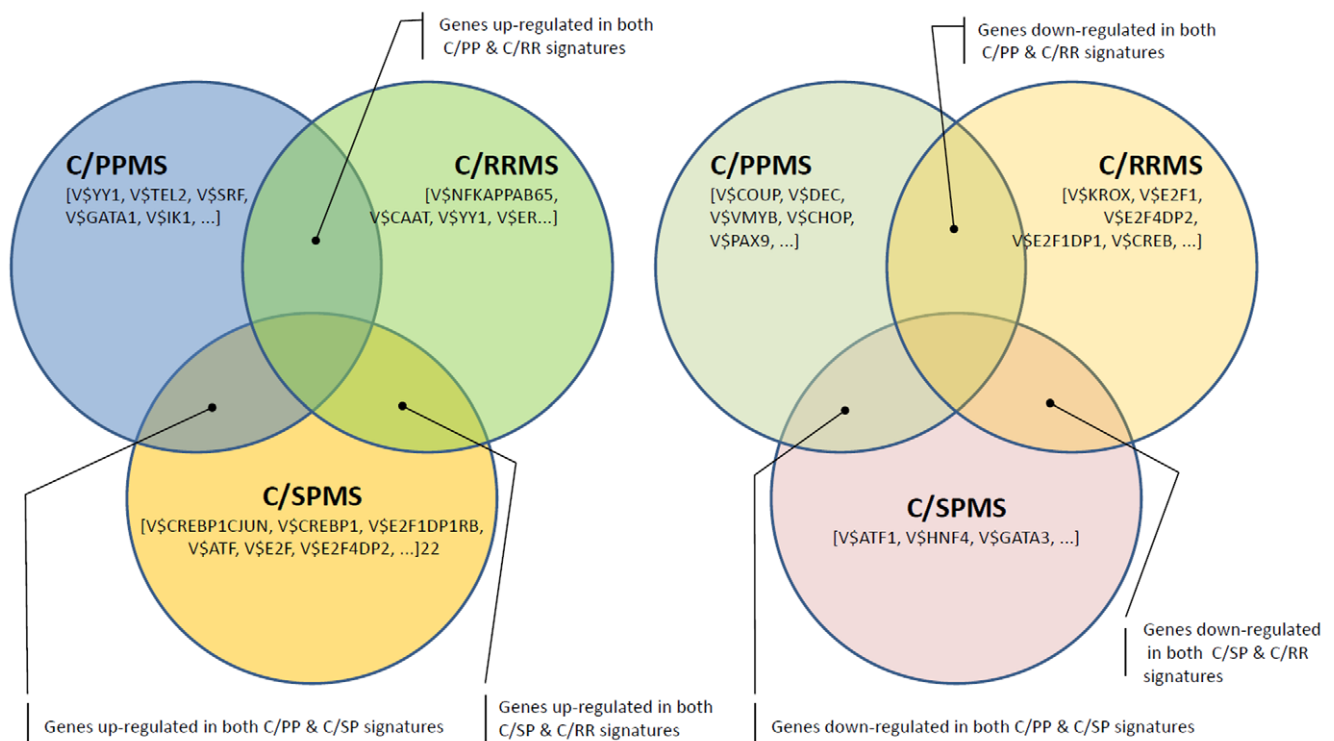 Genes up-regulated in both
C/PP & C/RR signatures
C/PPMS
[V$YY1, V$TEL2, V$SRF,
V$GATA1, V$IK1, ...]
C/RRMS
[V$NFKAPPAB65,
V$CAAT, V$YY1, V$ER...]
C/SPMS
[V$CREBP1CJUN, V$CREBP1, V$E2F1DP1RB,
V$ATF, V$E2F, V$E2F4DP2, ...]22
Genes up-regulated in both C/PP & C/SP signatures
Genes up-regulated in both
C/SP & C/RR signatures
Genes down-regulated in both
C/PP & C/RR signatures
C/PPMS
[V$COUP, V$DEC,
V$VMYB, V$CHOP,
V$PAX9, ...]
C/RRMS
[V$KROX, V$E2F1,
V$E2F4DP2,
V$E2F1DP1, V$CREB, ...]
C/SPMS
[V$ATF1, V$HNF4, V$GATA3, ...]
Genes down-regulated
in both C/SP & C/RR
signatures
Genes down-regulated in both C/PP & C/SP signatures